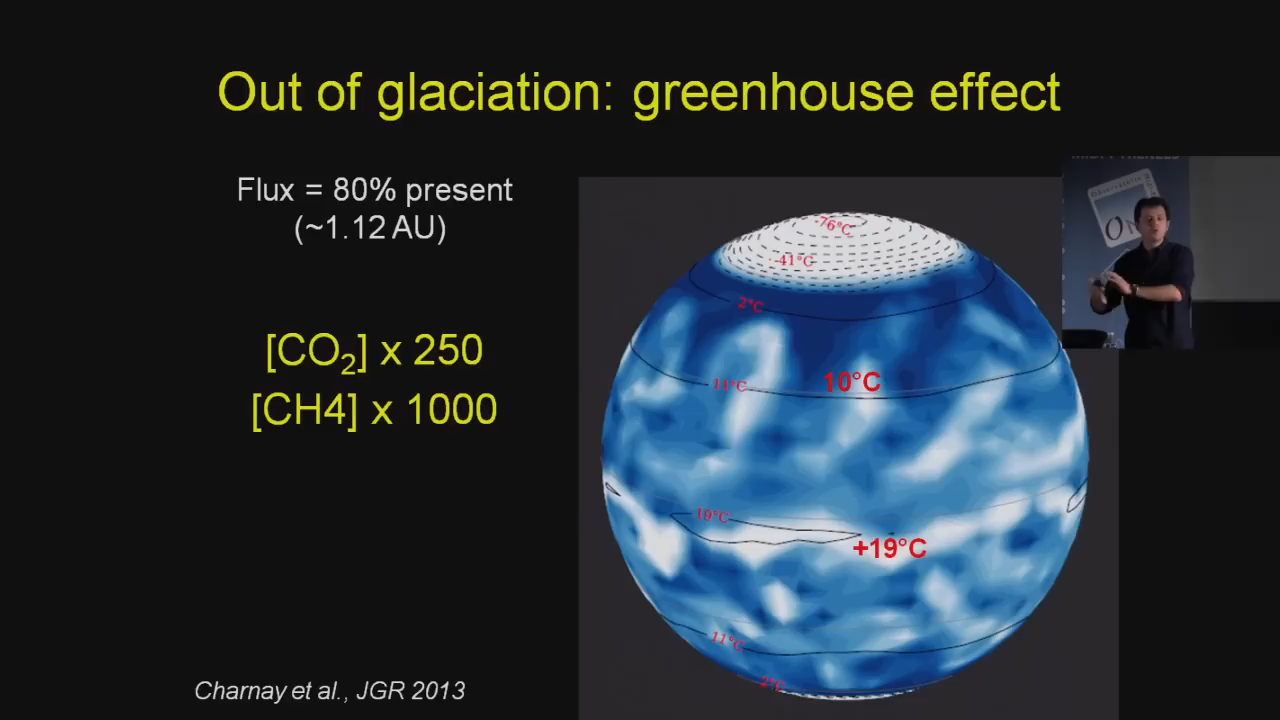 Out of glaciation: greenhouse effect
Flux = 80% present
(~1.12 AU)
[CO₂] x 250
[CH4] x 1000
-76°C
-41°C
2°C
11°C
10°C
19°C
+19°C
11°C
2°C
Charnay et al., JGR 2013